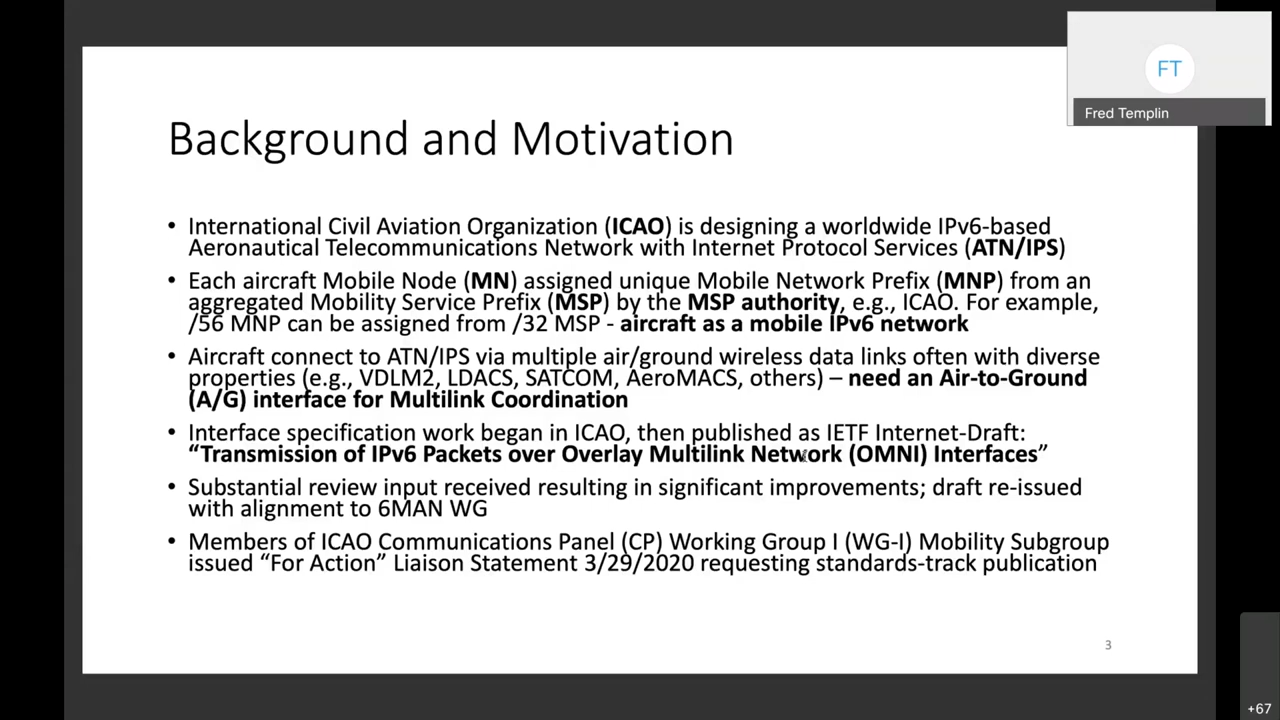 FT
Fred Templin
Background and Motivation
• International Civil Aviation Organization (ICAO) is designing a worldwide IPv6-based
Aeronautical Telecommunications Network with Internet Protocol Services (ATN/IPS)
• Each aircraft Mobile Node (MN) assigned unique Mobile Network Prefix (MNP) from an
aggregated Mobility Service Prefix (MSP) by the MSP authority, e.g., ICAO. For example,
/56 MNP can be assigned from /32 MSP - aircraft as a mobile IPv6 network
• Aircraft connect to ATN/IPS via multiple air/ground wireless data links often with diverse
properties (e.g., VDLM2, LDACS, SATCOM, AeroMACS, others) – need an Air-to-Ground
(A/G) interface for Multilink Coordination
• Interface specification work began in ICAO, then published as IETF Internet-Draft:
“Transmission of IPv6 Packets over Overlay Multilink Network (OMNI) Interfaces”
• Substantial review input received resulting in significant improvements; draft re-issued
with alignment to 6MAN WG
• Members of ICAO Communications Panel (CP) Working Group I (WG-I) Mobility Subgroup
issued “For Action” Liaison Statement 3/29/2020 requesting standards-track publication
3
+67